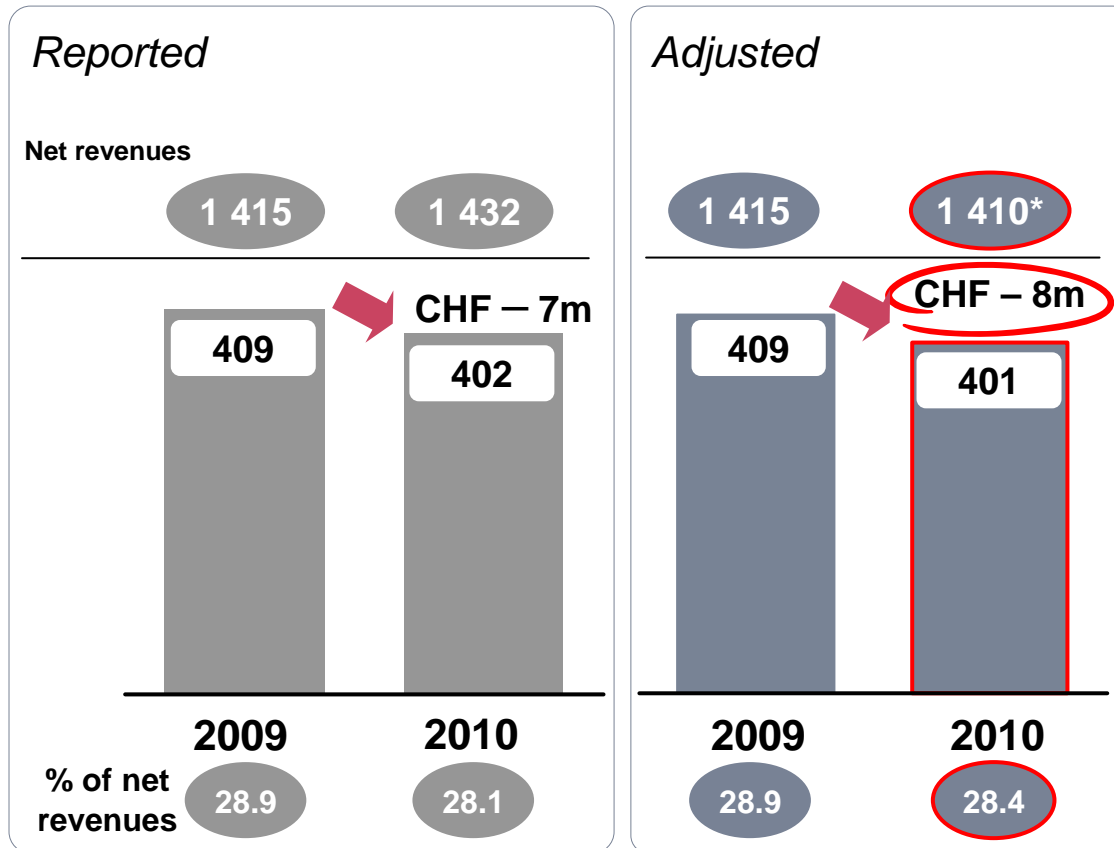 Reported
Net revenues
1 415
1 432
CHF — 7m
409
402
2009
2010
% of net
revenues
28.9
28.1
Adjusted
1 415
1 410*
CHF – 8m
409
401
2009
2010
28.9
28.4